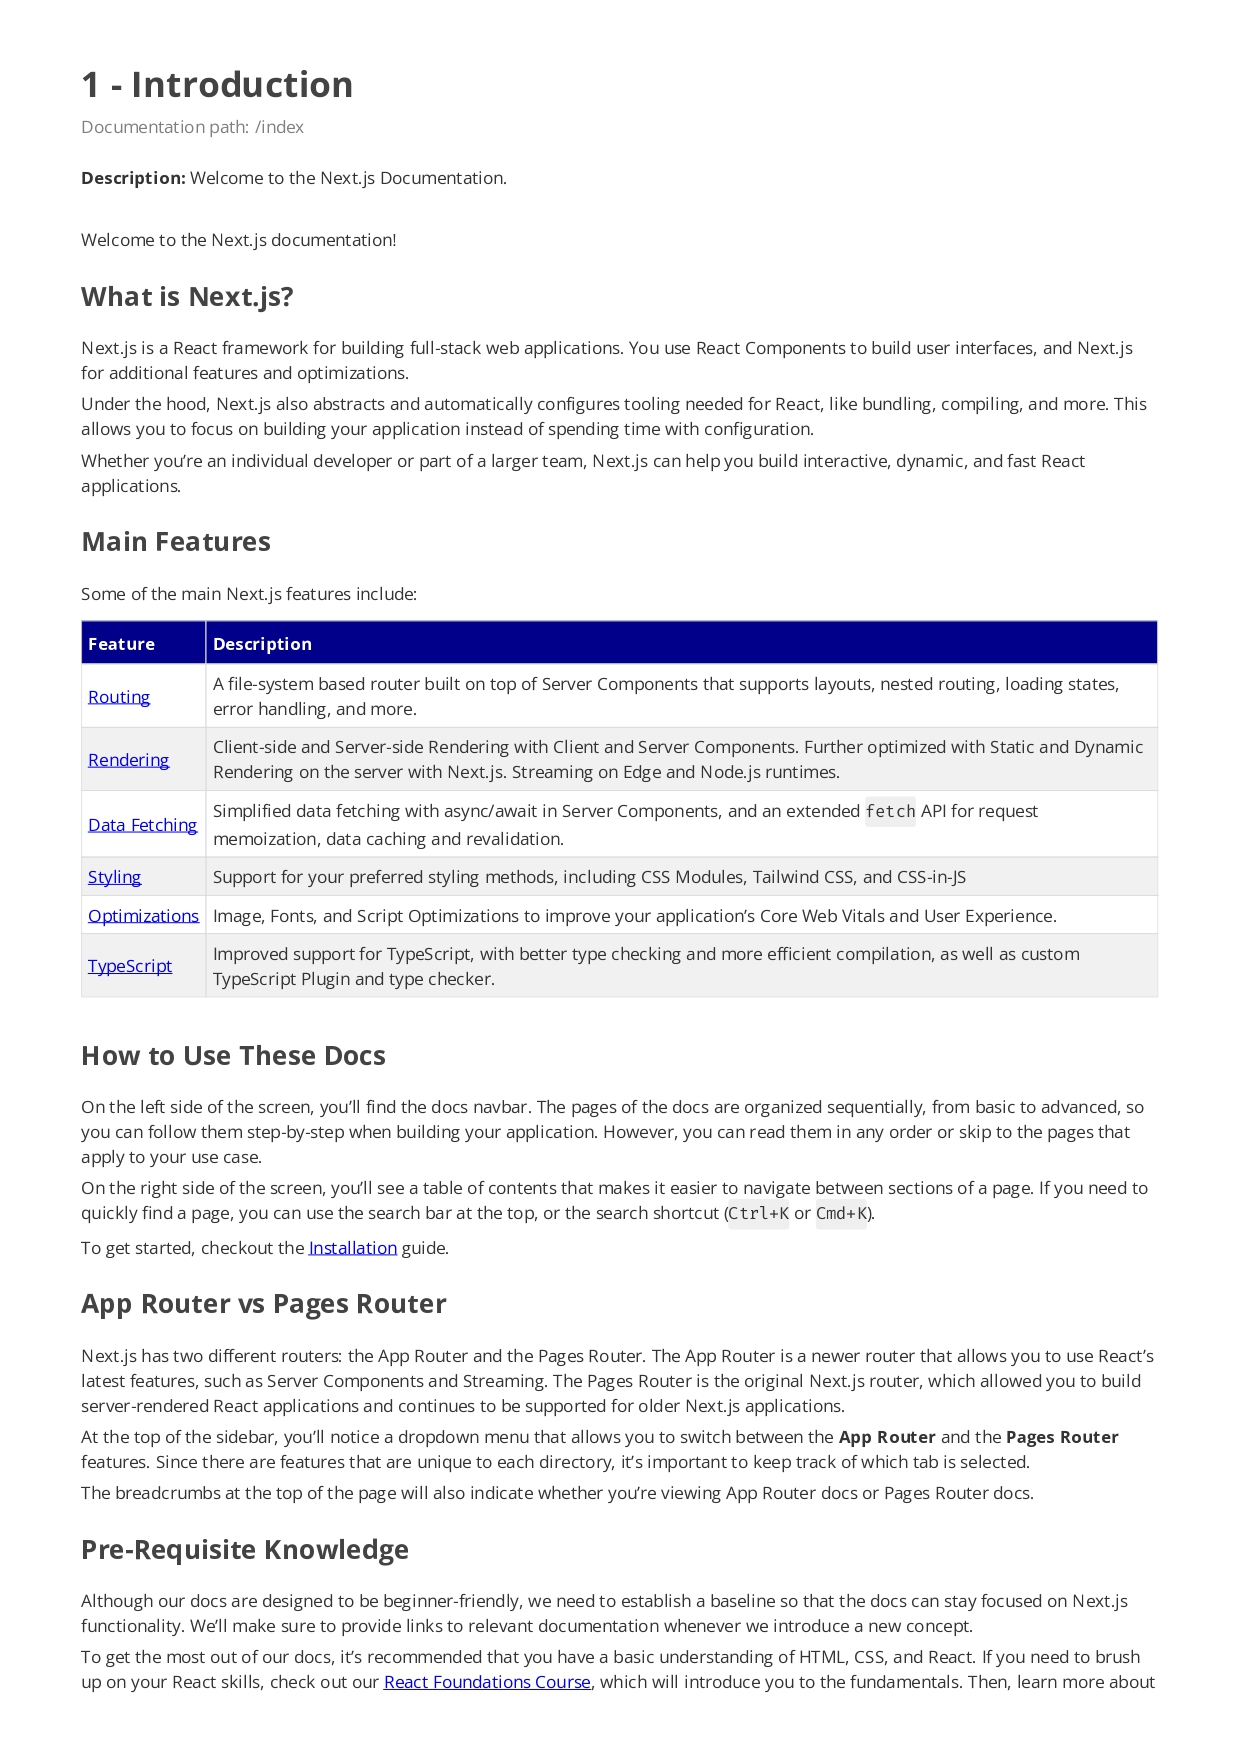 1 - Introduction
Documentation path: /index
Description: Welcome to the Next.js Documentation.
Welcome to the Next.js documentation!
What is Next.js?
Next.js is a React framework for building full-stack web applications. You use React Components to build user interfaces, and Next.js
for additional features and optimizations.
Under the hood, Next.js also abstracts and automatically configures tooling needed for React, like bundling, compiling, and more. This
allows you to focus on building your application instead of spending time with configuration.
Whether you’re an individual developer or part of a larger team, Next.js can help you build interactive, dynamic, and fast React
applications.
Main Features
Some of the main Next.js features include:
Feature Description
Routing A file-system based router built on top of Server Components that supports layouts, nested routing, loading states,
error handling, and more.
Rendering Client-side and Server-side Rendering with Client and Server Components. Further optimized with Static and Dynamic
Rendering on the server with Next.js. Streaming on Edge and Node.js runtimes.
Data Fetching Simplified data fetching with async/await in Server Components, and an extended fetch API for request
memoization, data caching and revalidation.
Styling Support for your preferred styling methods, including CSS Modules, Tailwind CSS, and CSS-in-JS
Optimizations Image, Fonts, and Script Optimizations to improve your application’s Core Web Vitals and User Experience.
TypeScript Improved support for TypeScript, with better type checking and more efficient compilation, as well as custom
TypeScript Plugin and type checker.
How to Use These Docs
On the left side of the screen, you’ll find the docs navbar. The pages of the docs are organized sequentially, from basic to advanced, so
you can follow them step-by-step when building your application. However, you can read them in any order or skip to the pages that
apply to your use case.
On the right side of the screen, you’ll see a table of contents that makes it easier to navigate between sections of a page. If you need to
quickly find a page, you can use the search bar at the top, or the search shortcut (Ctrl+K or Cmd+K).
To get started, checkout the Installation guide.
App Router vs Pages Router
Next.js has two different routers: the App Router and the Pages Router. The App Router is a newer router that allows you to use React’s
latest features, such as Server Components and Streaming. The Pages Router is the original Next.js router, which allowed you to build
server-rendered React applications and continues to be supported for older Next.js applications.
At the top of the sidebar, you’ll notice a dropdown menu that allows you to switch between the App Router and the Pages Router
features. Since there are features that are unique to each directory, it’s important to keep track of which tab is selected.
The breadcrumbs at the top of the page will also indicate whether you’re viewing App Router docs or Pages Router docs.
Pre-Requisite Knowledge
Although our docs are designed to be beginner-friendly, we need to establish a baseline so that the docs can stay focused on Next.js
functionality. We’ll make sure to provide links to relevant documentation whenever we introduce a new concept.
To get the most out of our docs, it’s recommended that you have a basic understanding of HTML, CSS, and React. If you need to brush
up on your React skills, check out our React Foundations Course, which will introduce you to the fundamentals. Then, learn more about